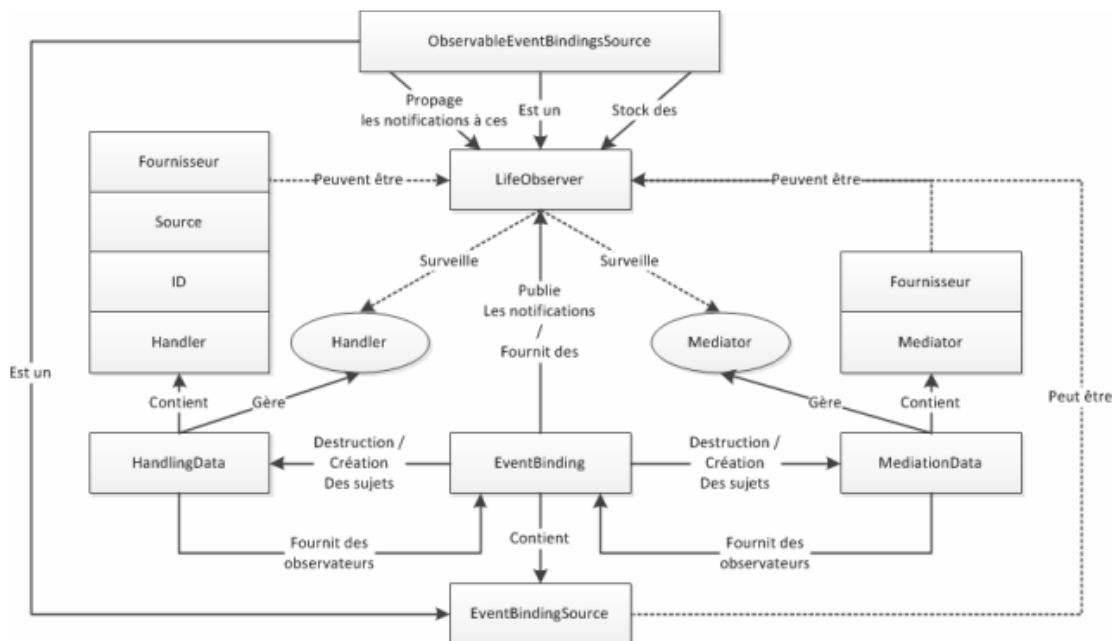 ObservableEventBindingsSource
Propage
les notifications à ces
Est un
Stock des
Fournisseur
Source
ID
Handler
Peuvent être
LifeObserver
Peuvent être
Surveille
Surveille
Fournisseur
Mediator
Publie
Les notifications
/
Fournit des
Handler
Mediator
Est un
Peut être
Contient
Gère
Gère
Contient
HandlingData
Destruction /
Création
Des sujets
EventBinding
Destruction /
Création
Des sujets
MediationData
Fournit des
observateurs
Contient
Fournit des
observateurs
EventBindingSource